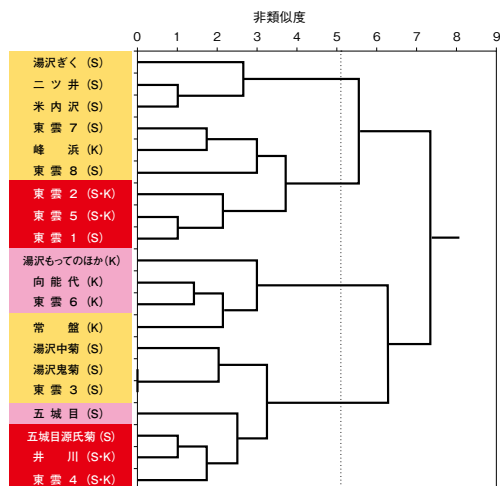 非類似度
0 1 2 3 4 5 6 7 8 9
湯沢ぎく (S)
二ツ井 (S)
米内沢 (S)
東雲7 (S)
峰浜 (K)
東雲8 (S)
東雲2 (S・K)
東雲5 (S・K)
東雲1 (S)
湯沢もってのほか(K)
向能代 (K)
東雲6 (K)
常盤 (K)
湯沢中菊 (S)
湯沢鬼菊 (S)
東雲3 (S)
五城目 (S)
五城目源氏菊 (S)
井川 (S・K)
東雲4 (S・K)